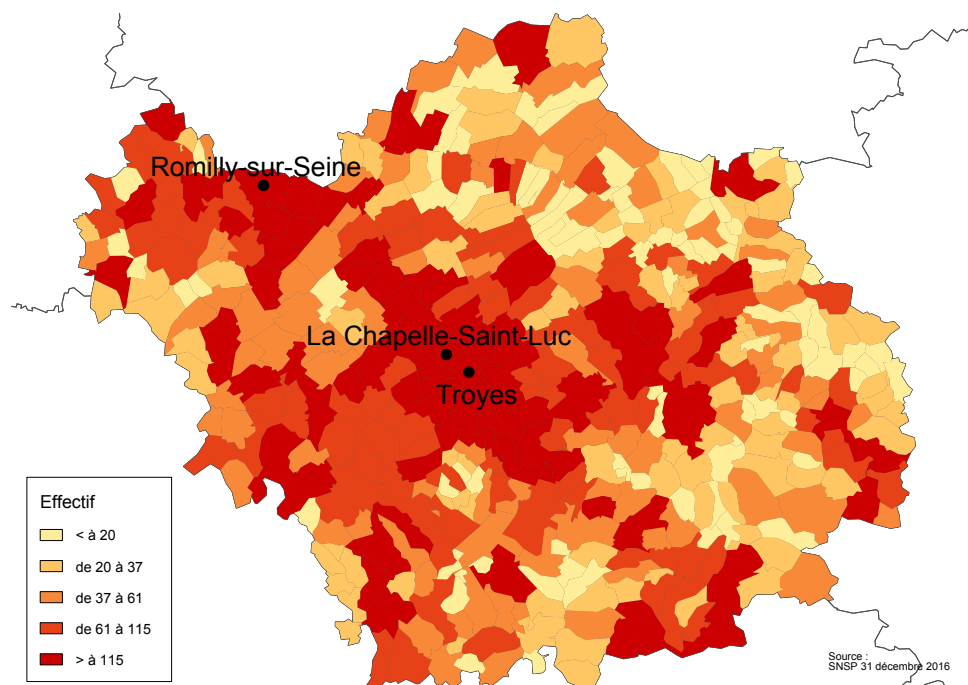 Romilly-sur-Seine
La Chapelle-Saint-Luc
Troyes
Effectif
< à 20
de 20 à 37
de 37 à 61
de 61 à 115
> à 115
Source :
SNSP 31 décembre 2016